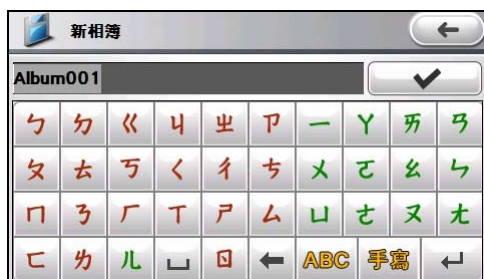 新相簿
Album001
ㄅ ㄉ ㄍ ㄐ ㄓ ㄗ ㄧ ㄚ ㄞ ㄢ
ㄆ ㄊ ㄎ ㄑ ㄔ ㄘ ㄨ ㄛ ㄠ ㄣ
ㄇ ㄋ ㄏ ㄒ ㄕ ㄙ ㄩ ㄜ ㄡ ㄤ
ㄈ ㄌ ㄦ ㄖ ABC 手寫